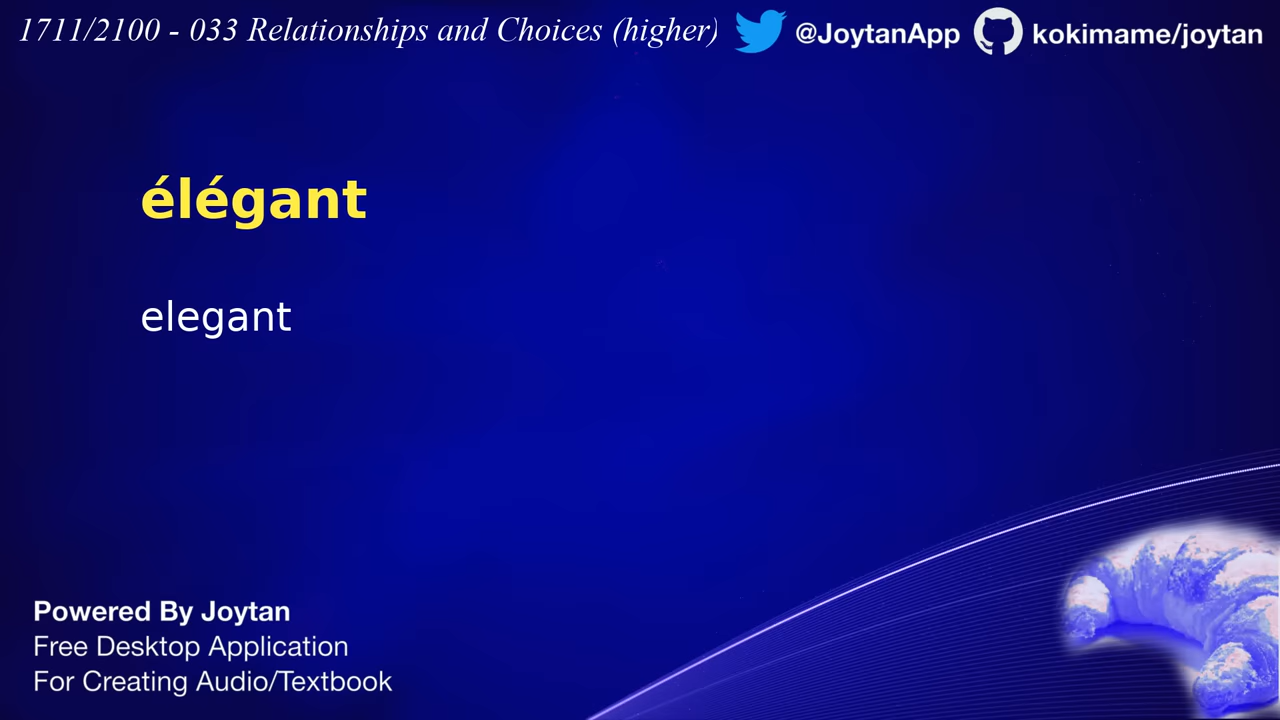 1711/2100 - 033 Relationships and Choices (higher)
@JoytanApp
kokimame/joytan
élégant
elegant
Powered By Joytan
Free Desktop Application
For Creating Audio/Textbook